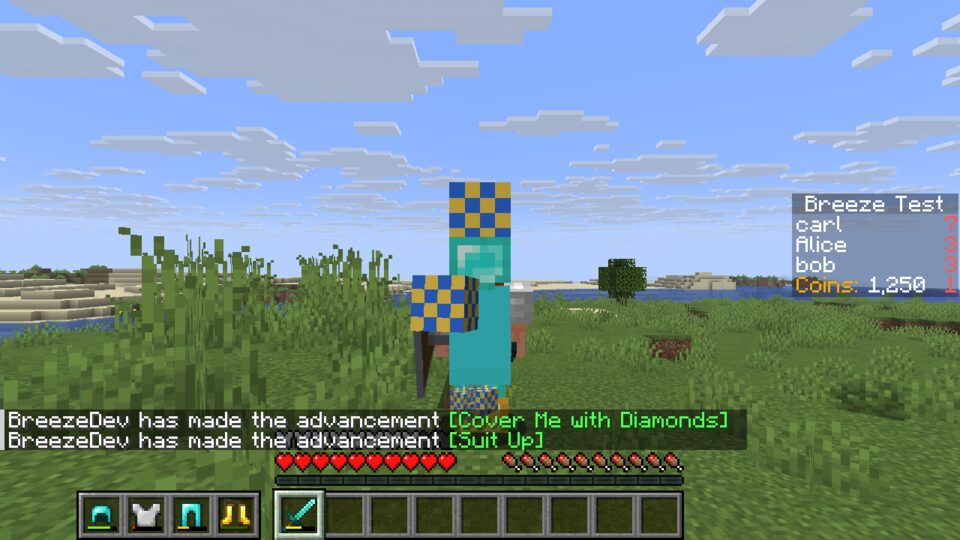 Breeze Test
carl
Alice
bob
Coins: 1,250
BreezeDev has made the advancement [Cover Me with Diamonds]
BreezeDev has made the advancement [Suit Up]